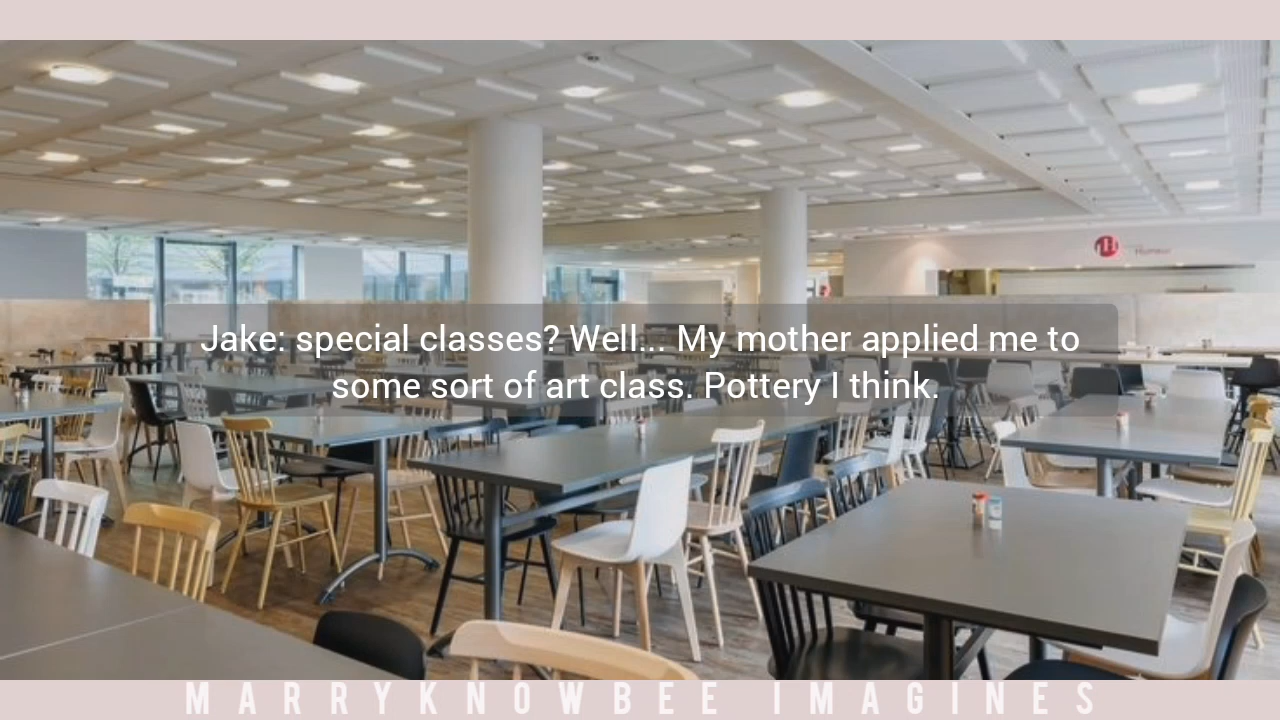 Jake: special classes? Well... My mother applied me to
some sort of art class. Pottery I think.
MARRYKNOWBEE IMAGINES